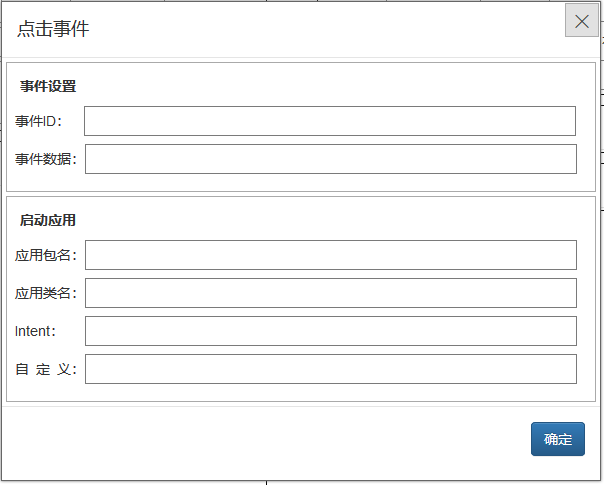 点击事件
事件设置
事件ID：
事件数据：
启动应用
应用包名：
应用类名：
Intent：
自 定 义：
确定